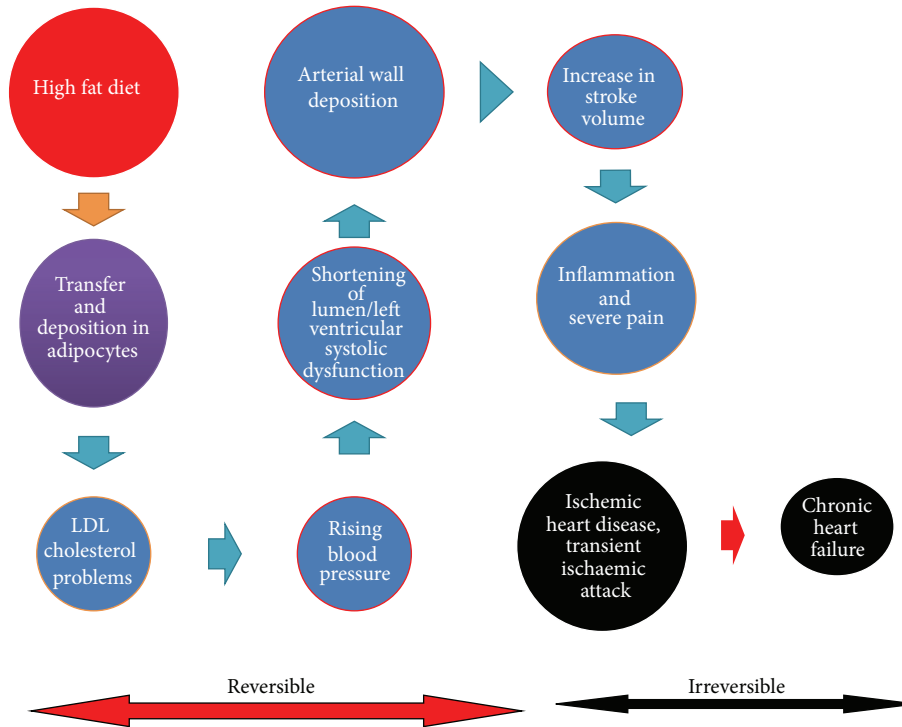 High fat diet
Transfer
and
deposition in
adipocytes
LDL
cholesterol
problems
Rising
blood
pressure
Shortening
of
lumen/left
ventricular
systolic
dysfunction
Arterial wall
deposition
Increase in
stroke
volume
Inflammation
and
severe pain
Ischemic
heart disease,
transient
ischaemic
attack
Chronic
heart
failure
Reversible
Irreversible